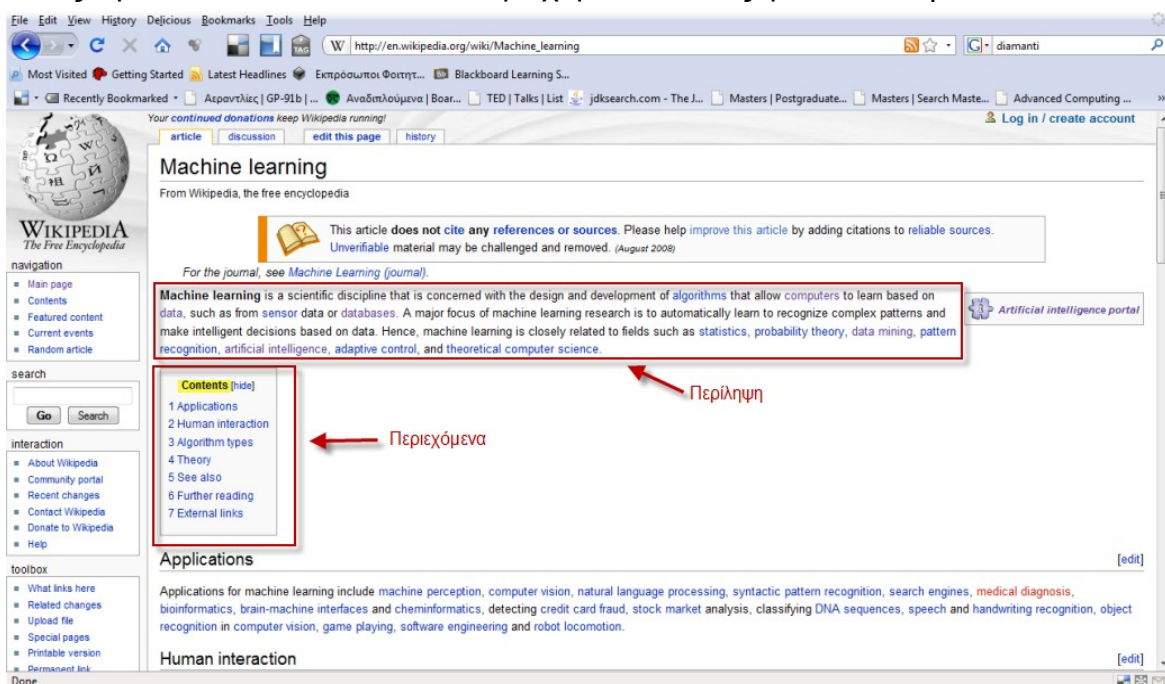 File Edit View History Delicious Bookmarks Tools Help
TAG
W http://en.wikipedia.org/wiki/Machine_learning
G diamanti
Most Visited Getting Started Latest Headlines Εκπρόσωποι Φοιτητ... Blackboard Learning S...
Recently Bookmarked Αεραντλίες | GP-91b | ... Αναδιπλούμενα | Boar... TED | Talks | List jdksearch.com - The J... Masters | Postgraduate... Masters | Search Maste... Advanced Computing ... »
Your continued donations keep Wikipedia running!
Log in / create account
article discussion edit this page history
Machine learning
From Wikipedia, the free encyclopedia
This article does not cite any references or sources. Please help improve this article by adding citations to reliable sources.
Unverifiable material may be challenged and removed. (August 2008)
For the journal, see Machine Learning (journal).
Machine learning is a scientific discipline that is concerned with the design and development of algorithms that allow computers to learn based on
data, such as from sensor data or databases. A major focus of machine learning research is to automatically learn to recognize complex patterns and
make intelligent decisions based on data. Hence, machine learning is closely related to fields such as statistics, probability theory, data mining, pattern
recognition, artificial intelligence, adaptive control, and theoretical computer science.
Artificial intelligence portal
Περίληψη
Contents [hide]
1 Applications
2 Human interaction
3 Algorithm types
4 Theory
5 See also
6 Further reading
7 External links
Περιεχόμενα
Applications [edit]
Applications for machine learning include machine perception, computer vision, natural language processing, syntactic pattern recognition, search engines, medical diagnosis,
bioinformatics, brain-machine interfaces and cheminformatics, detecting credit card fraud, stock market analysis, classifying DNA sequences, speech and handwriting recognition, object
recognition in computer vision, game playing, software engineering and robot locomotion.
Human interaction [edit]
WIKIPEDIA
The Free Encyclopedia
navigation
Main page
Contents
Featured content
Current events
Random article
search
Go Search
interaction
About Wikipedia
Community portal
Recent changes
Contact Wikipedia
Donate to Wikipedia
Help
toolbox
What links here
Related changes
Upload file
Special pages
Printable version
Permanent link
Done